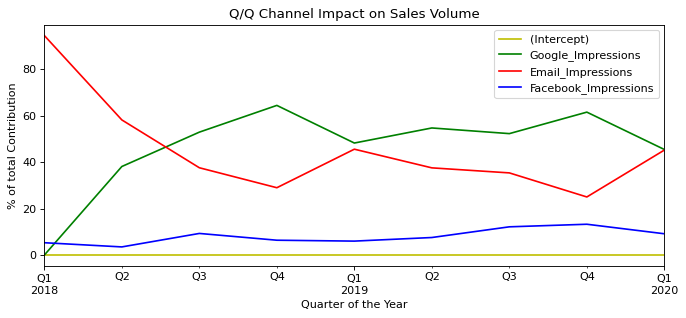 Q/Q Channel Impact on Sales Volume
(Intercept)
Google_Impressions
Email_Impressions
Facebook_Impressions
% of total Contribution
80
60
40
20
0
Q1 Q2 Q3 Q4 Q1 Q2 Q3 Q4 Q1
2018 2019 2020
Quarter of the Year